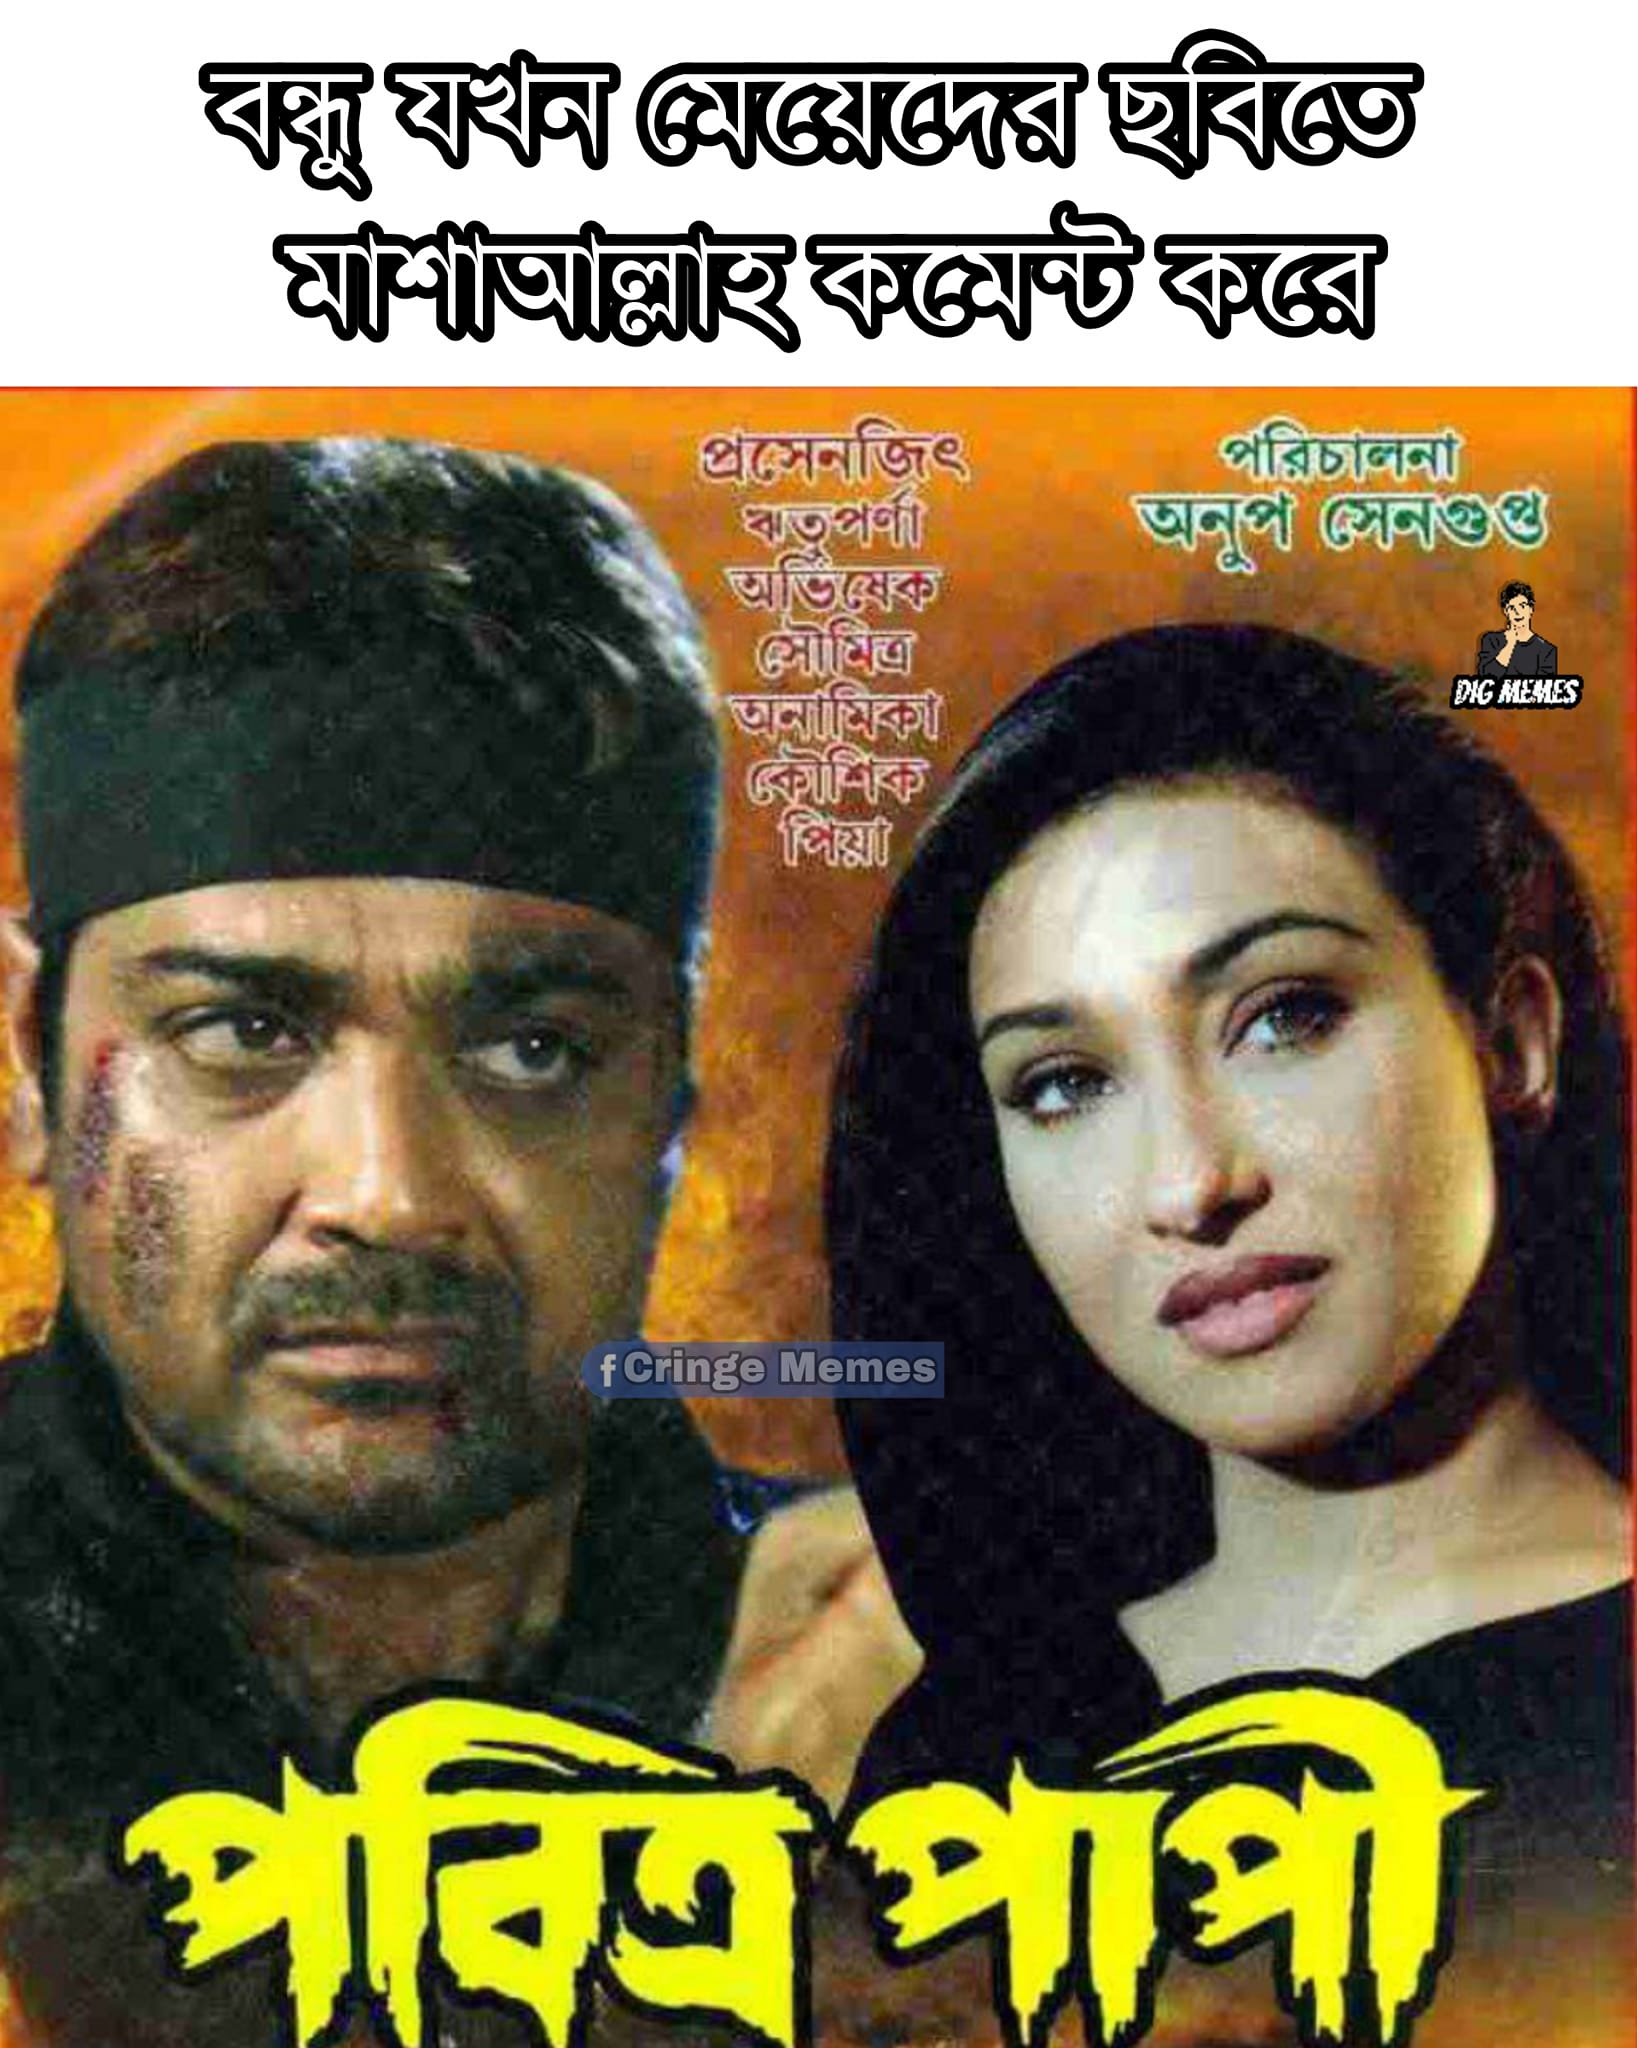 বন্ধু যখন মেয়েদের ছবিতে
মাশাআল্লাহ কমেন্ট করে
প্রসেনজিৎ
ঋতুপর্ণা
অভিষেক
সৌমিত্র
অনামিকা
কৌশিক
পিয়া
পরিচালনা
অনুপ সেনগুপ্ত
DIG MEMES
f Cringe Memes
পবিত্র পাপী